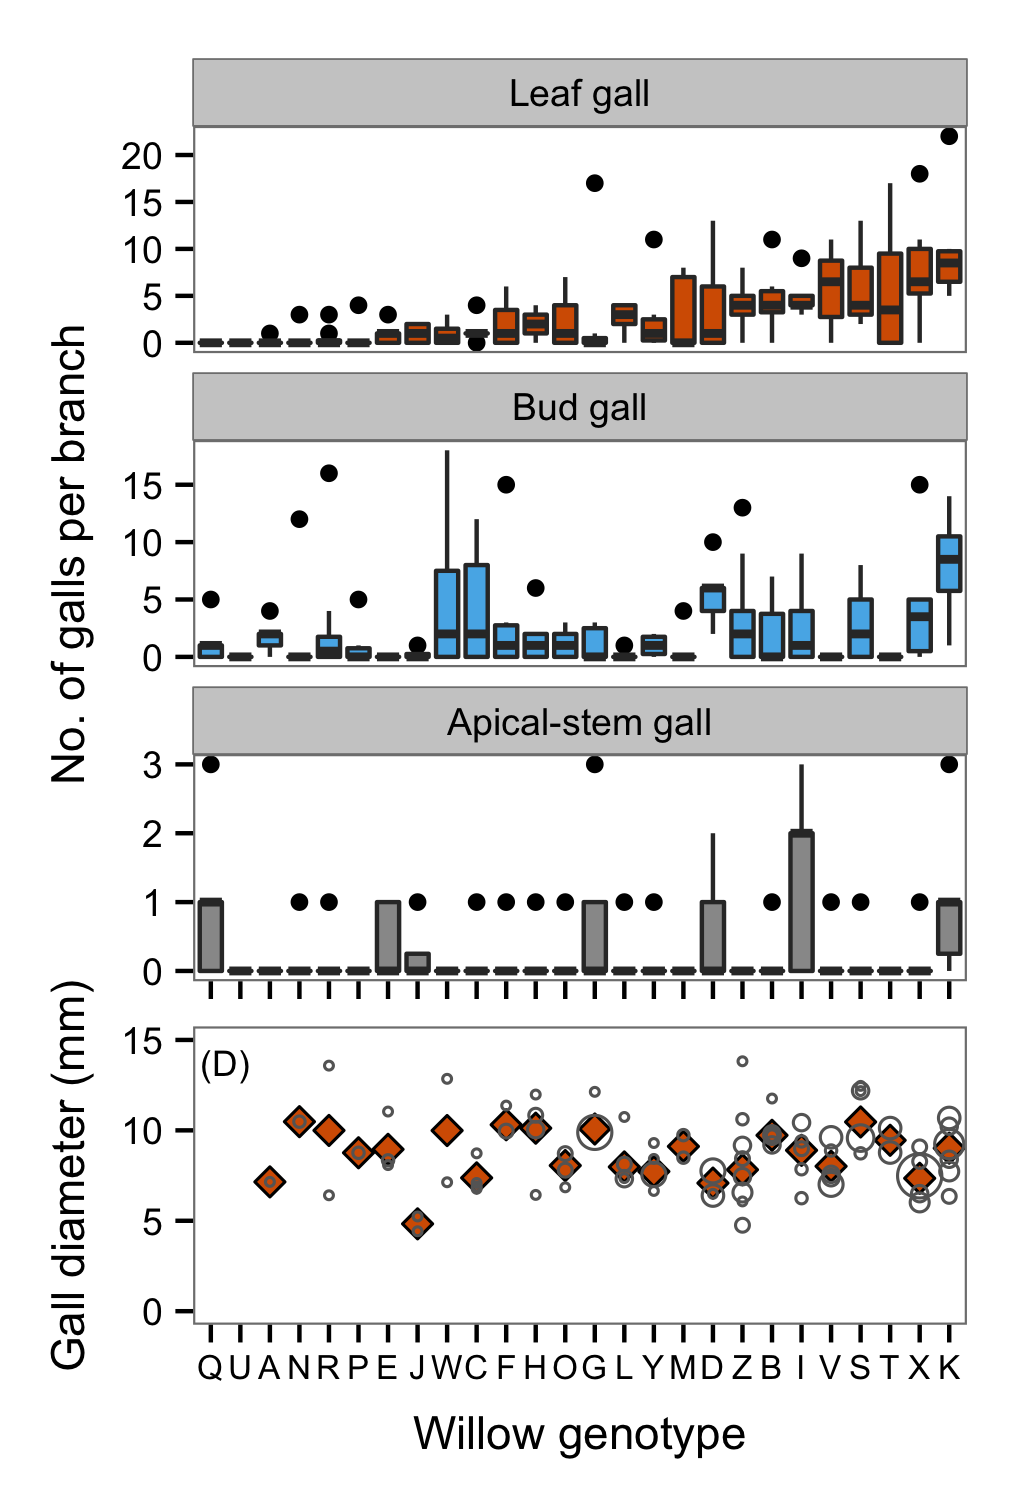 Leaf gall
20
15
10
5
0
Bud gall
15
10
5
0
No. of galls per branch
Apical-stem gall
3
2
1
0
(D)
15
10
5
0
Gall diameter (mm)
Q U A N R P E J W C F H O G L Y M D Z B I V S T X K
Willow genotype